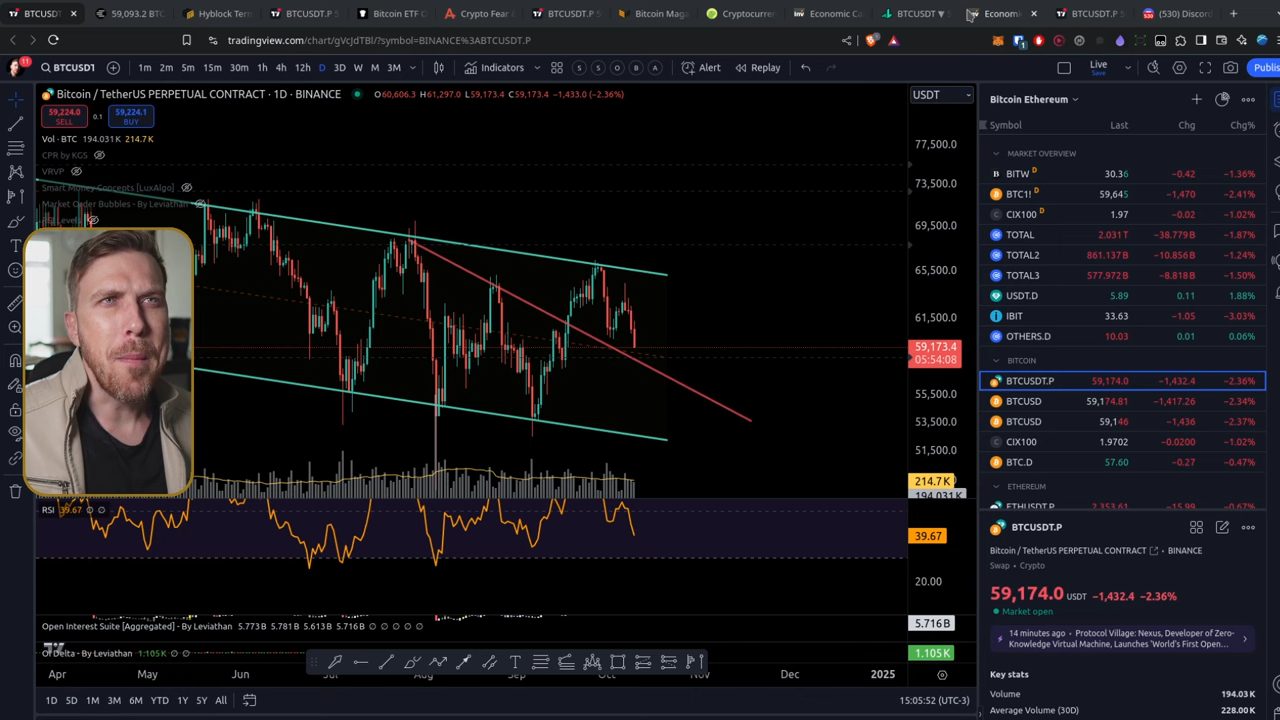 BTCUSDT.
59,093.2 BTC
Hyblock Term
BTCUSDT.P 5
Bitcoin ETF
Crypto Fear
BTCUSDT.P 5
Bitcoin Maga
Cryptocurren
Economic Ca
BTCUSDT ▼
Economi
BTCUSDT.P 5
(530) Discord
tradingview.com/chart/gVcJdTBl/?symbol=BINANCE%3ABTCUSDT.P
11
BTCUSDT
1m 2m 5m 15m 30m 1h 4h 12h D 3D W M 3M
Indicators
S S O B A
Alert
Replay
Live
Save
Publis
Bitcoin / TetherUS PERPETUAL CONTRACT · 1D · BINANCE
O60,606.3 H61,297.0 L59,173.4 C59,173.4 −1,433.0 (−2.36%)
59,224.0
SELL
0.1
59,224.1
BUY
Vol · BTC 194.031K 214.7K
CPR by KGS
VRVP
Smart Money Concepts [LuxAlgo]
Market Order Bubbles - By Leviathan
USDT
77,500.0
73,500.0
69,500.0
65,500.0
61,500.0
59,173.4
05:54:08
55,500.0
53,500.0
51,500.0
214.7K
194.031K
RSI 39.67
39.67
20.00
Open Interest Suite [Aggregated] - By Leviathan 5.773B 5.781B 5.613B 5.716B
5.716B
OI Delta - By Leviathan 1.105K
1.105K
Apr May Jun Jul Aug Sep Oct Nov Dec 2025
1D 5D 1M 3M 6M YTD 1Y 5Y All
15:05:52 (UTC-3)
Bitcoin Ethereum
Symbol Last Chg Chg%
MARKET OVERVIEW
BITW D 30.36 −0.42 −1.36%
BTC1! D 59,645 −1,470 −2.41%
CIX100 D 1.97 −0.02 −1.02%
TOTAL 2.031T −38.779B −1.87%
TOTAL2 861.137B −10.856B −1.24%
TOTAL3 577.972B −8.818B −1.50%
USDT.D 5.89 0.11 1.88%
IBIT 33.63 −1.05 −3.03%
OTHERS.D 10.03 0.01 0.06%
BITCOIN
BTCUSDT.P 59,174.0 −1,432.4 −2.36%
BTCUSD 59,174.81 −1,417.26 −2.34%
BTCUSD 59,146 −1,436 −2.37%
CIX100 1.9702 −0.0200 −1.02%
BTC.D 57.60 −0.27 −0.47%
ETHEREUM
ETHUSDT.P 2,353.61 −15.99 −0.67%
BTCUSDT.P
Bitcoin / TetherUS PERPETUAL CONTRACT • BINANCE
Swap • Crypto
59,174.0 USDT −1,432.4 −2.36%
Market open
14 minutes ago • Protocol Village: Nexus, Developer of Zero-
Knowledge Virtual Machine, Launches 'World's First Open...
Key stats
Volume 194.03K
Average Volume (30D) 228.00K